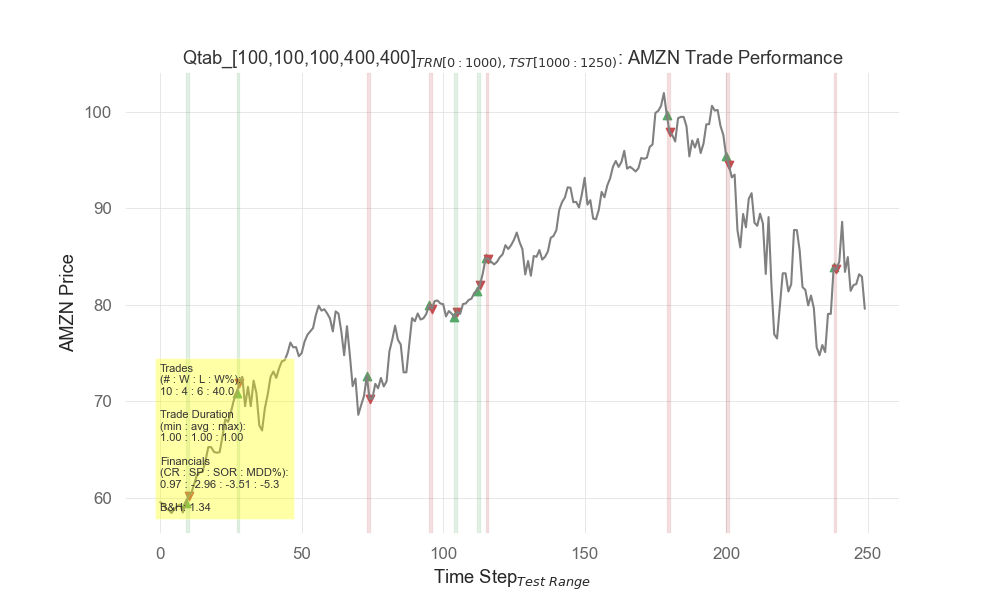 Qtab_[100,100,100,400,400]TRN[0 : 1000), TST[1000 : 1250): AMZN Trade Performance
AMZN Price
100
90
80
70
60
Trades
(# : W : L : W%):
10 : 4 : 6 : 40.0
Trade Duration
(min : avg : max):
1.00 : 1.00 : 1.00
Financials
(CR : SP : SOR : MDD%):
0.97 : -2.96 : -3.51 : -5.3
B&H: 1.34
0 50 100 150 200 250
Time StepTest Range